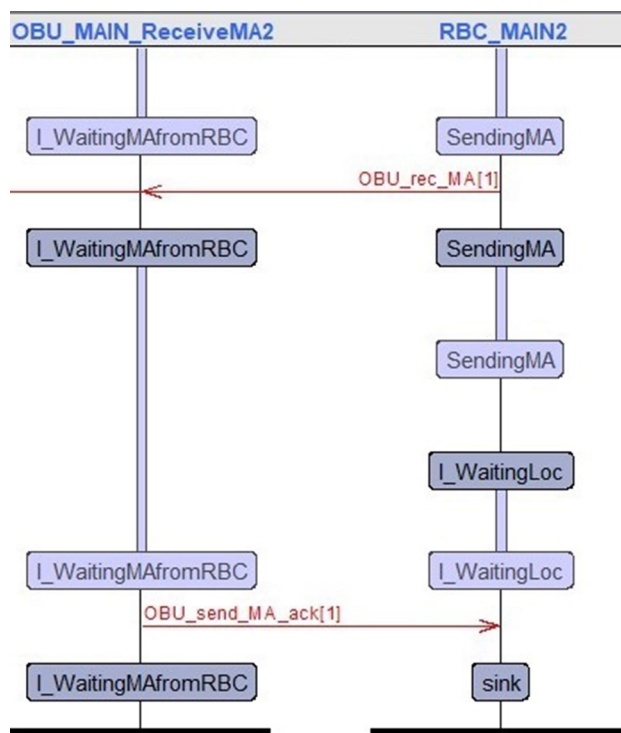 OBU_MAIN_ReceiveMA2 RBC_MAIN2
I_WaitingMAfromRBC SendingMA
OBU_rec_MA[1]
I_WaitingMAfromRBC SendingMA
SendingMA
I_WaitingLoc
I_WaitingMAfromRBC I_WaitingLoc
OBU_send_MA_ack[1]
I_WaitingMAfromRBC sink